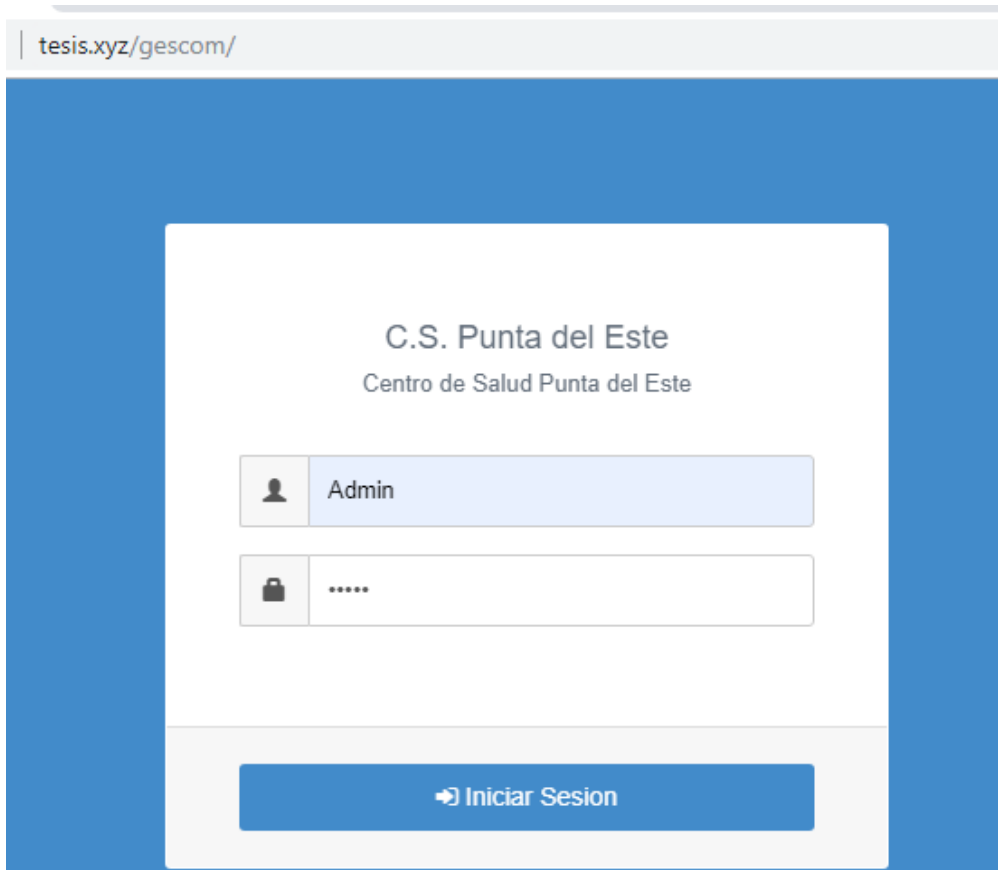 tesis.xyz/gescom/
C.S. Punta del Este
Centro de Salud Punta del Este
Admin
•••••
Iniciar Sesion